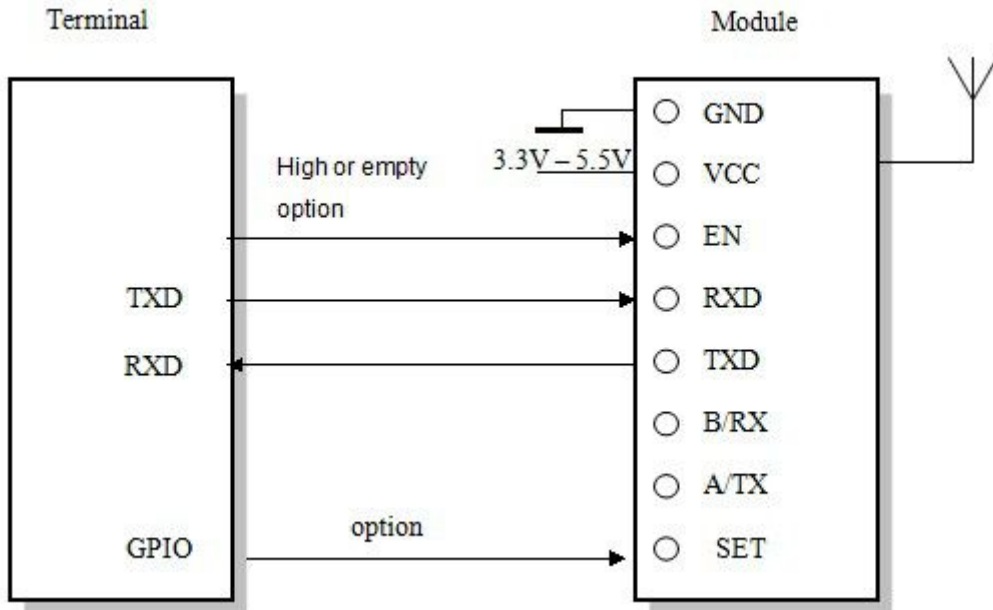 Terminal
Module
GND
3.3V – 5.5V
VCC
High or empty
option
EN
TXD
RXD
RXD
TXD
B/RX
A/TX
GPIO
option
SET